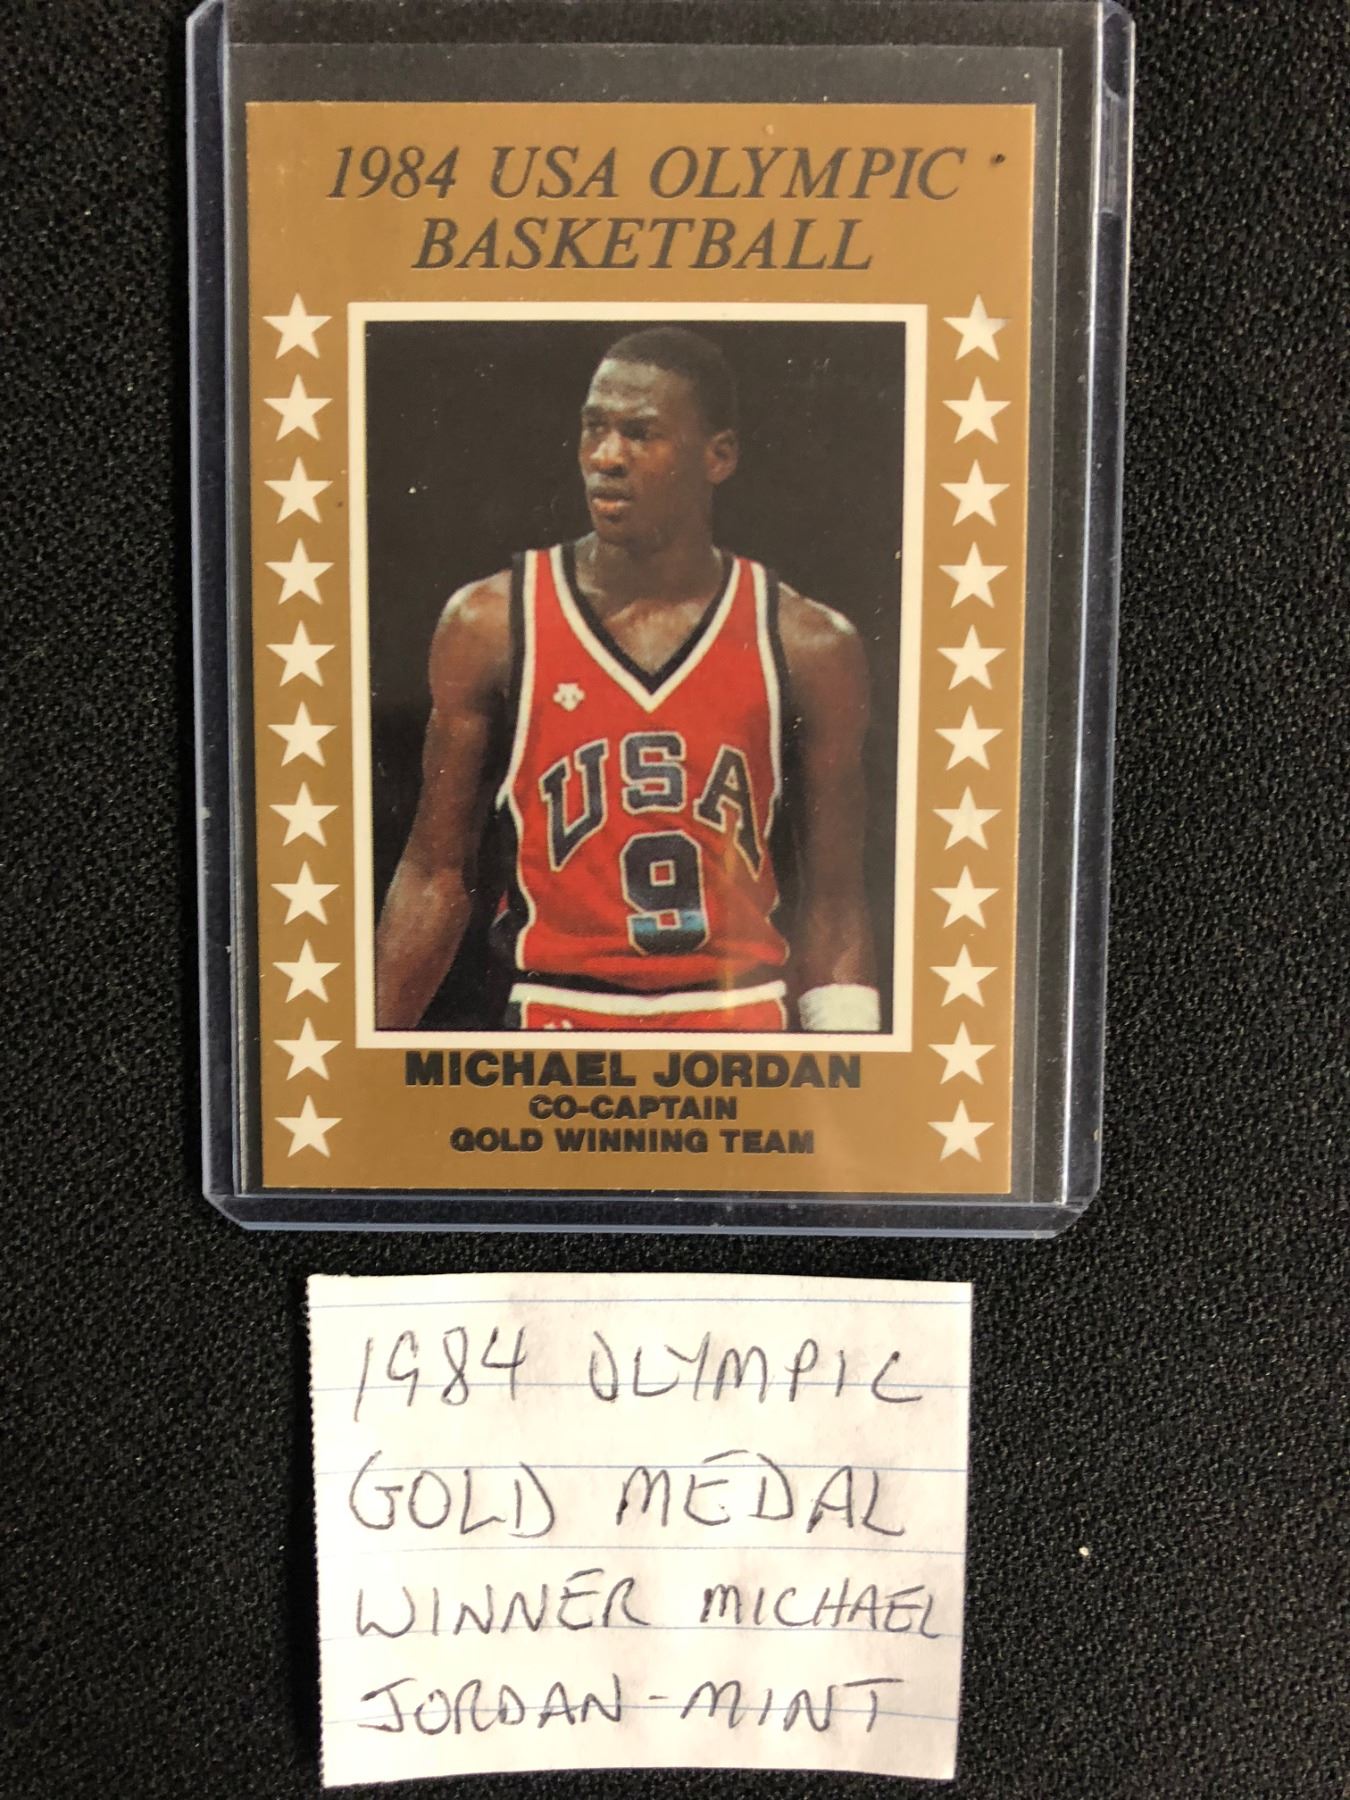 1984 USA OLYMPIC
BASKETBALL
USA
9
MICHAEL JORDAN
CO-CAPTAIN
GOLD WINNING TEAM
1984 OLYMPIC
GOLD MEDAL
WINNER MICHAEL
JORDAN-MINT